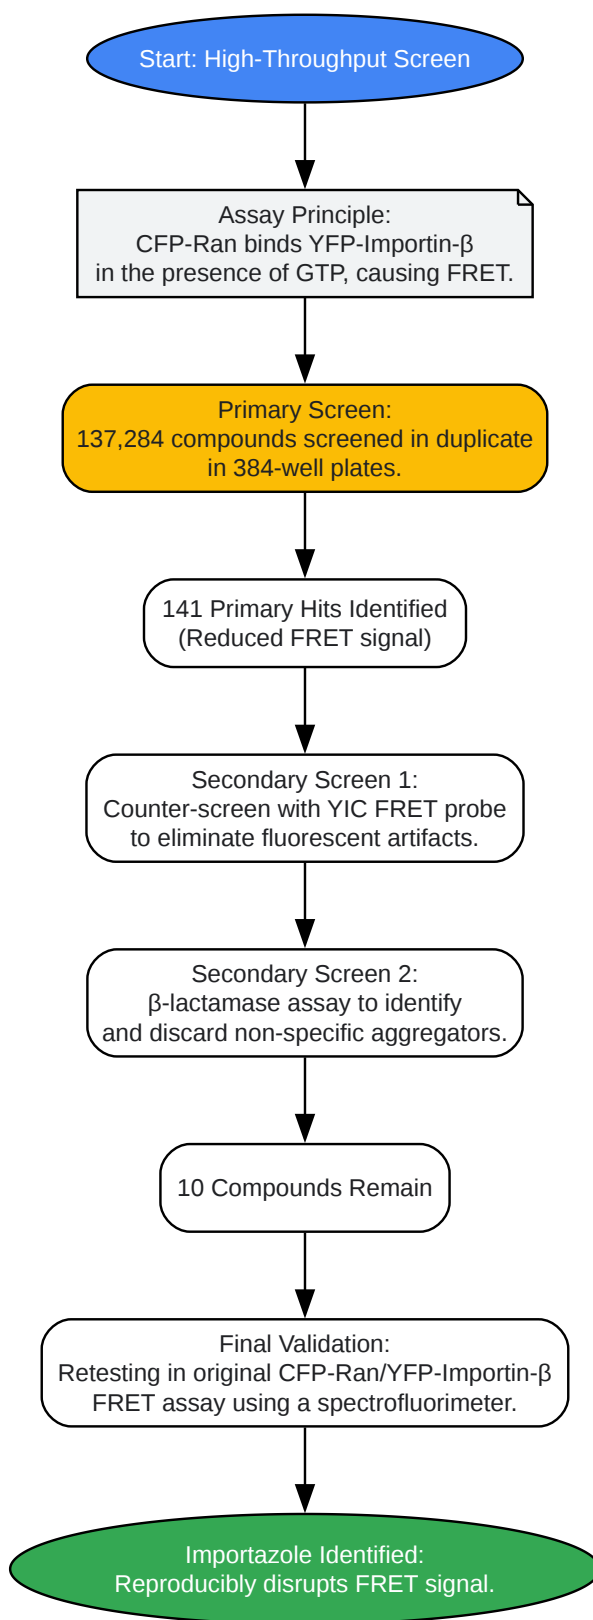 Start: High-Throughput Screen
Assay Principle:
CFP-Ran binds YFP-Importin-β
in the presence of GTP, causing FRET.
Primary Screen:
137,284 compounds screened in duplicate
in 384-well plates.
141 Primary Hits Identified
(Reduced FRET signal)
Secondary Screen 1:
Counter-screen with YIC FRET probe
to eliminate fluorescent artifacts.
Secondary Screen 2:
β-lactamase assay to identify
and discard non-specific aggregators.
10 Compounds Remain
Final Validation:
Retesting in original CFP-Ran/YFP-Importin-β
FRET assay using a spectrofluorimeter.
Importazole Identified:
Reproducibly disrupts FRET signal.